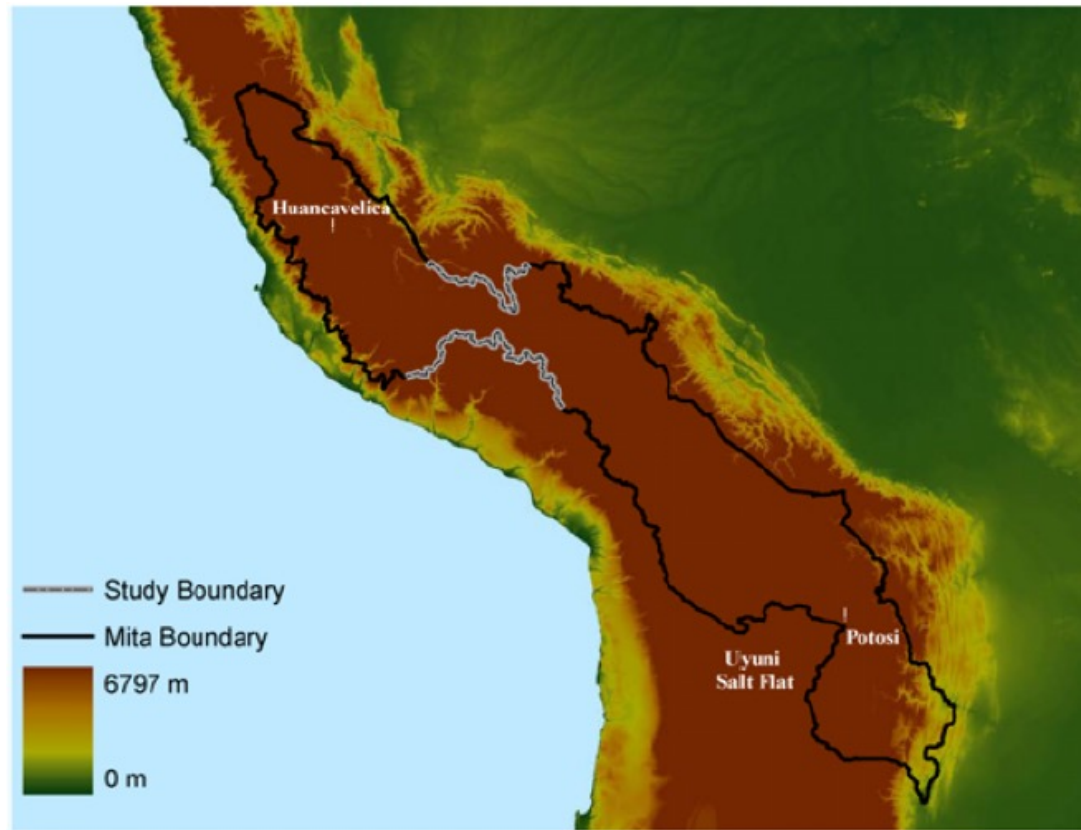 Huancavelica
Study Boundary
Mita Boundary
6797 m
0 m
Potosi
Uyuni
Salt Flat